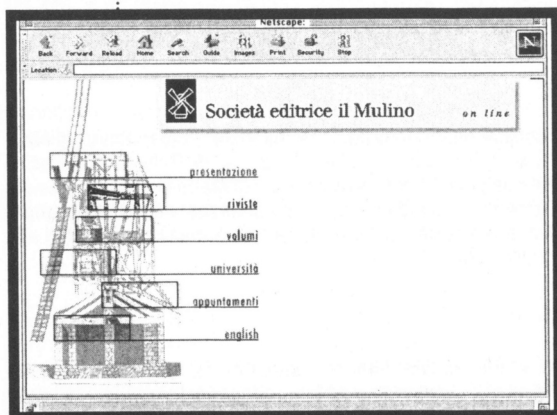 Netscape:
Back Forward Reload Home Search Guide Images Print Security Stop
N
Location:
Società editrice il Mulino on line
presentazione
riviste
volumi
università
appuntamenti
english